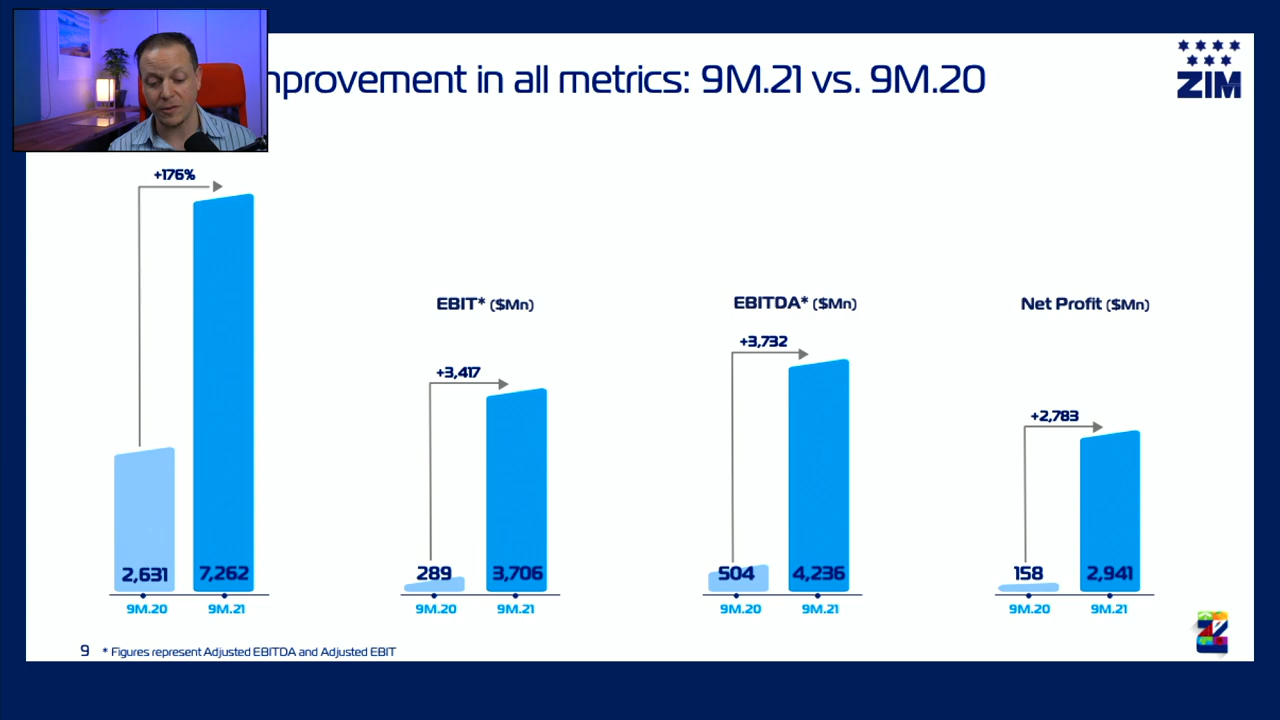 mprovement in all metrics: 9M.21 vs. 9M.20
ZIM
+176%
2,631
7,262
9M.20
9M.21
EBIT* ($Mn)
+3,417
289
3,706
9M.20
9M.21
EBITDA* ($Mn)
+3,732
504
4,236
9M.20
9M.21
Net Profit ($Mn)
+2,783
158
2,941
9M.20
9M.21
9 * Figures represent Adjusted EBITDA and Adjusted EBIT